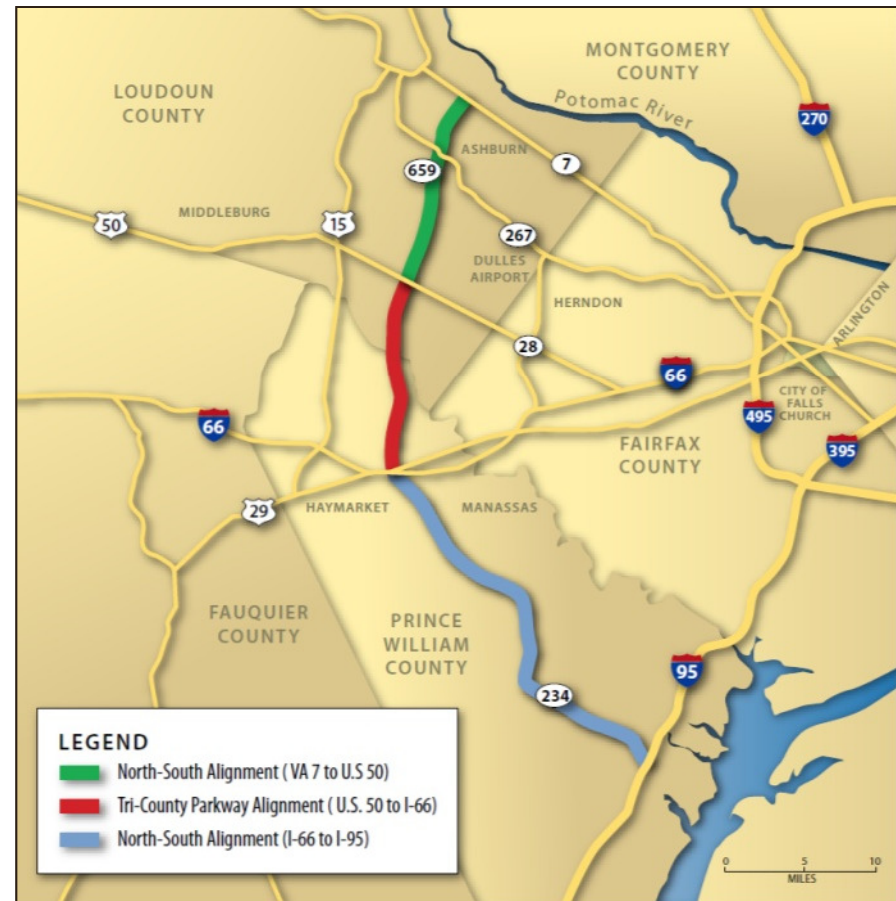 MONTGOMERY
COUNTY
LOUDOUN
COUNTY
Potomac River
270
ASHBURN
659
7
MIDDLEBURG
50
15
267
DULLES
AIRPORT
HERNDON
ARLINGTON
28
66
CITY OF
FALLS
CHURCH
495
66
395
FAIRFAX
COUNTY
29
HAYMARKET
MANASSAS
FAUQUIER
COUNTY
PRINCE
WILLIAM
COUNTY
95
234
LEGEND
North-South Alignment ( VA 7 to U.S 50)
Tri-County Parkway Alignment ( U.S. 50 to I-66)
North-South Alignment (I-66 to I-95)
0 5 10
MILES